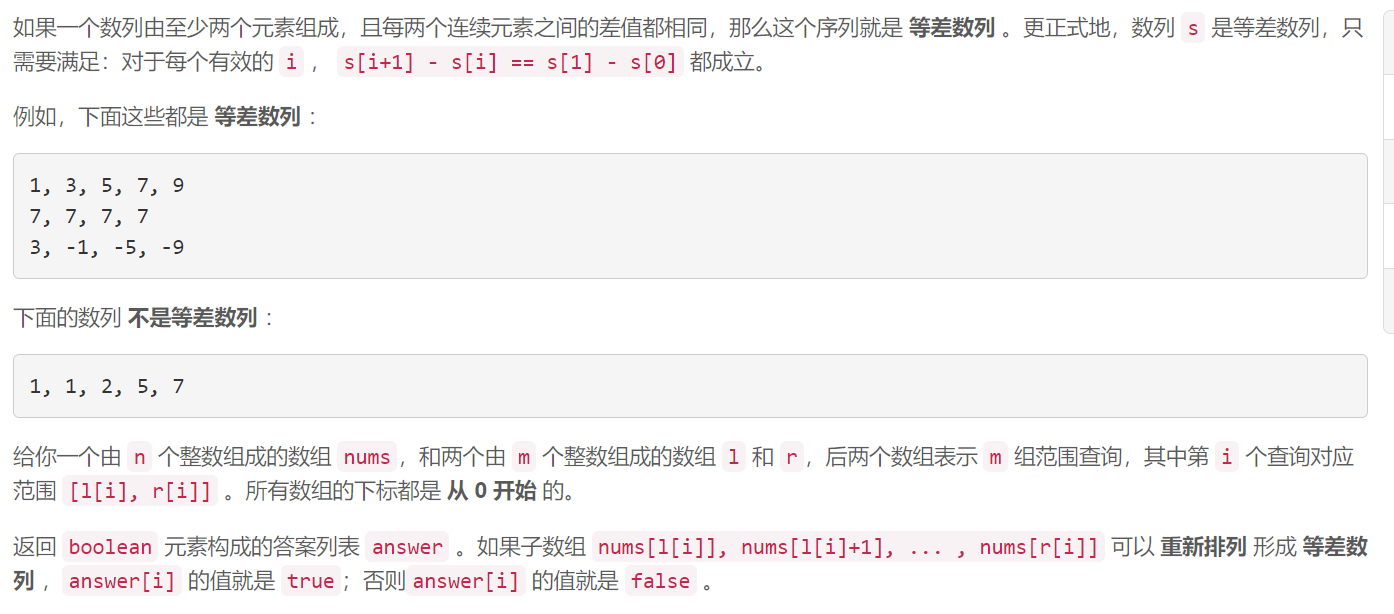 如果一个数列由至少两个元素组成，且每两个连续元素之间的差值都相同，那么这个序列就是 等差数列 。更正式地，数列 s 是等差数列，只
需要满足：对于每个有效的 i ， s[i+1] - s[i] == s[1] - s[0] 都成立。
例如，下面这些都是 等差数列 ：
1, 3, 5, 7, 9
7, 7, 7, 7
3, -1, -5, -9
下面的数列 不是等差数列 ：
1, 1, 2, 5, 7
给你一个由 n 个整数组成的数组 nums，和两个由 m 个整数组成的数组 l 和 r，后两个数组表示 m 组范围查询，其中第 i 个查询对应
范围 [l[i], r[i]] 。所有数组的下标都是 从 0 开始 的。
返回 boolean 元素构成的答案列表 answer 。如果子数组 nums[l[i]], nums[l[i]+1], ... , nums[r[i]] 可以 重新排列 形成 等差数
列 ，answer[i] 的值就是 true；否则answer[i] 的值就是 false 。